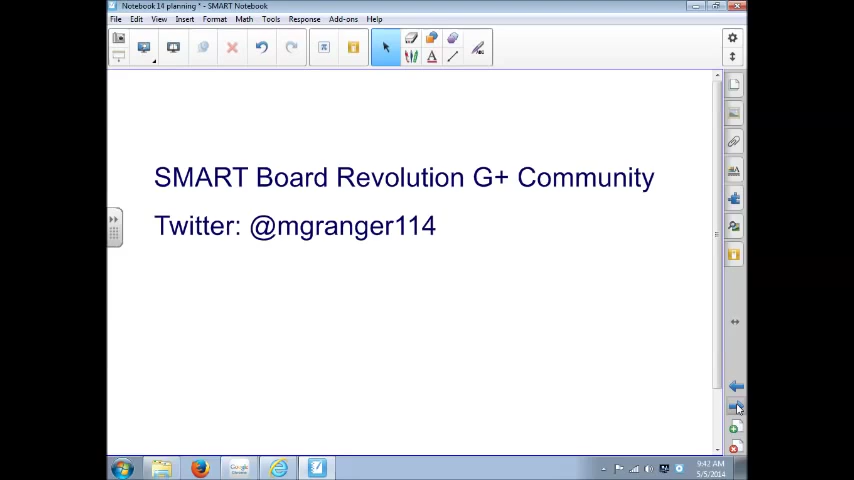 Notebook 14 planning * - SMART Notebook
File Edit View Insert Format Math Tools Response Add-ons Help
SMART Board Revolution G+ Community
Twitter: @mgranger114
9:42 AM
5/5/2014